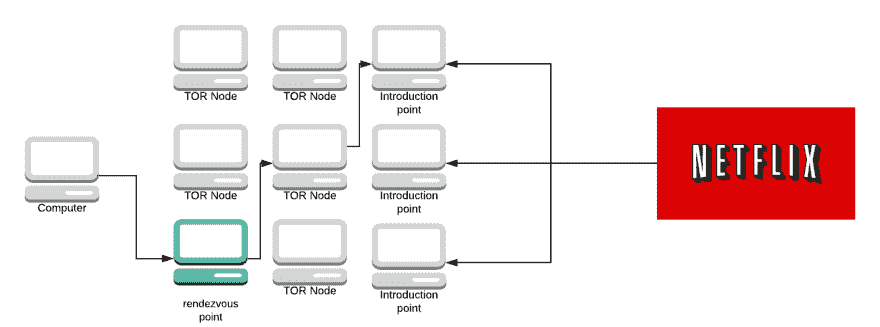 TOR Node
TOR Node
Introduction
point
Computer
TOR Node
TOR Node
Introduction
point
NETFLIX
rendezvous
point
TOR Node
Introduction
point